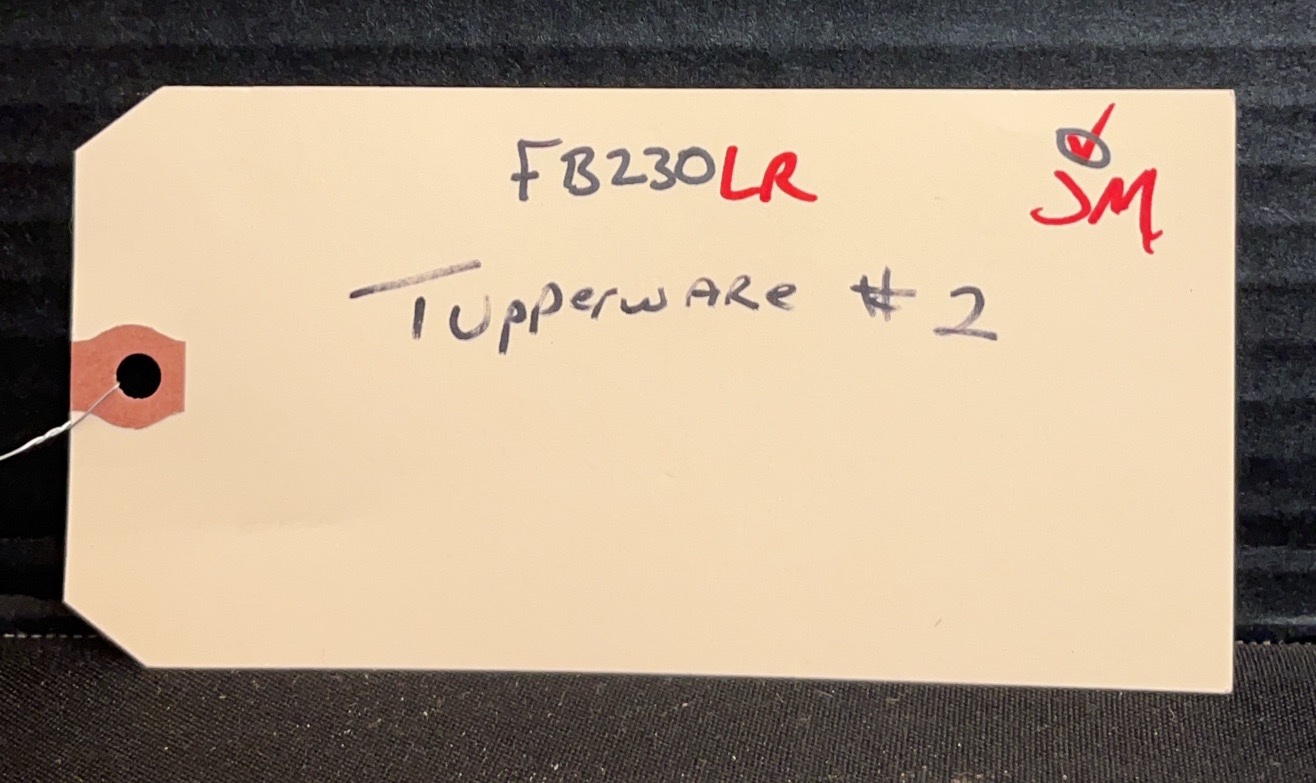 FB230LR
✓
JM
Tupperware # 2